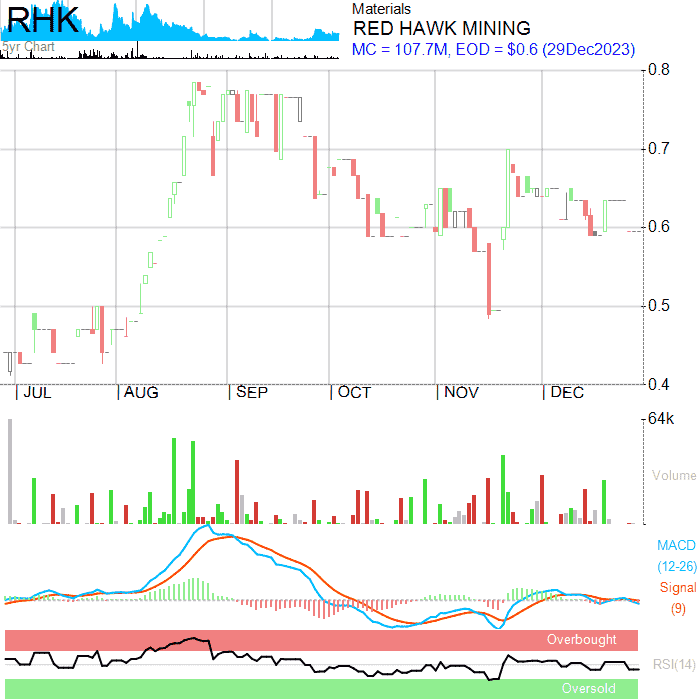 RHK
5yr Chart
Materials
RED HAWK MINING
MC = 107.7M, EOD = $0.6 (29Dec2023)
0.8
0.7
0.6
0.5
0.4
JUL AUG SEP OCT NOV DEC
64k
Volume
MACD
(12-26)
Signal
(9)
Overbought
RSI(14)
Oversold